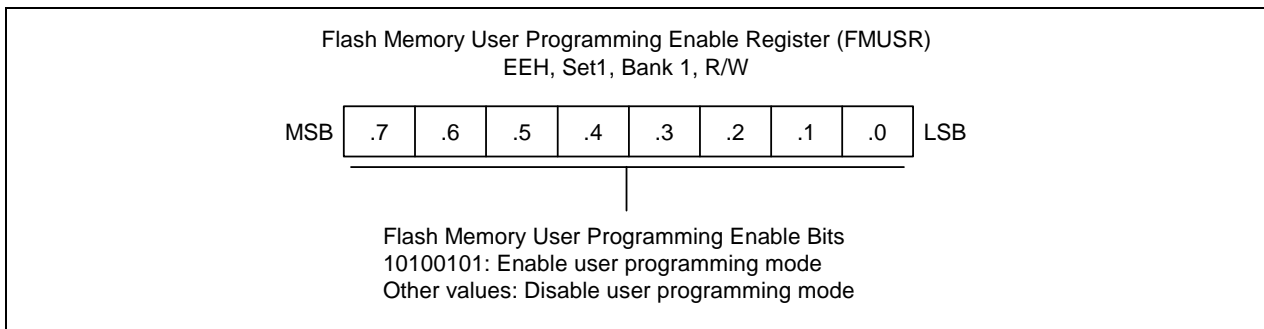 Flash Memory User Programming Enable Register (FMUSR)
EEH, Set1, Bank 1, R/W
MSB .7 .6 .5 .4 .3 .2 .1 .0 LSB
Flash Memory User Programming Enable Bits
10100101: Enable user programming mode
Other values: Disable user programming mode